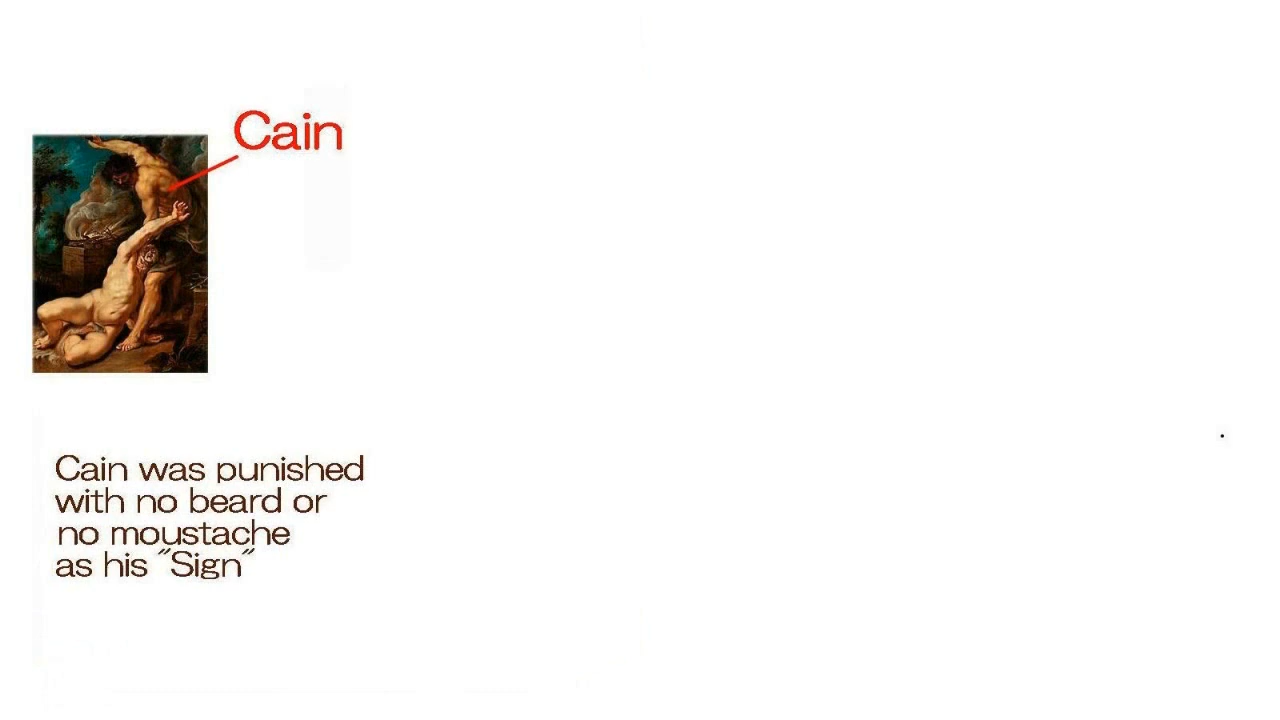 Cain
Cain was punished
with no beard or
no moustache
as his "Sign"